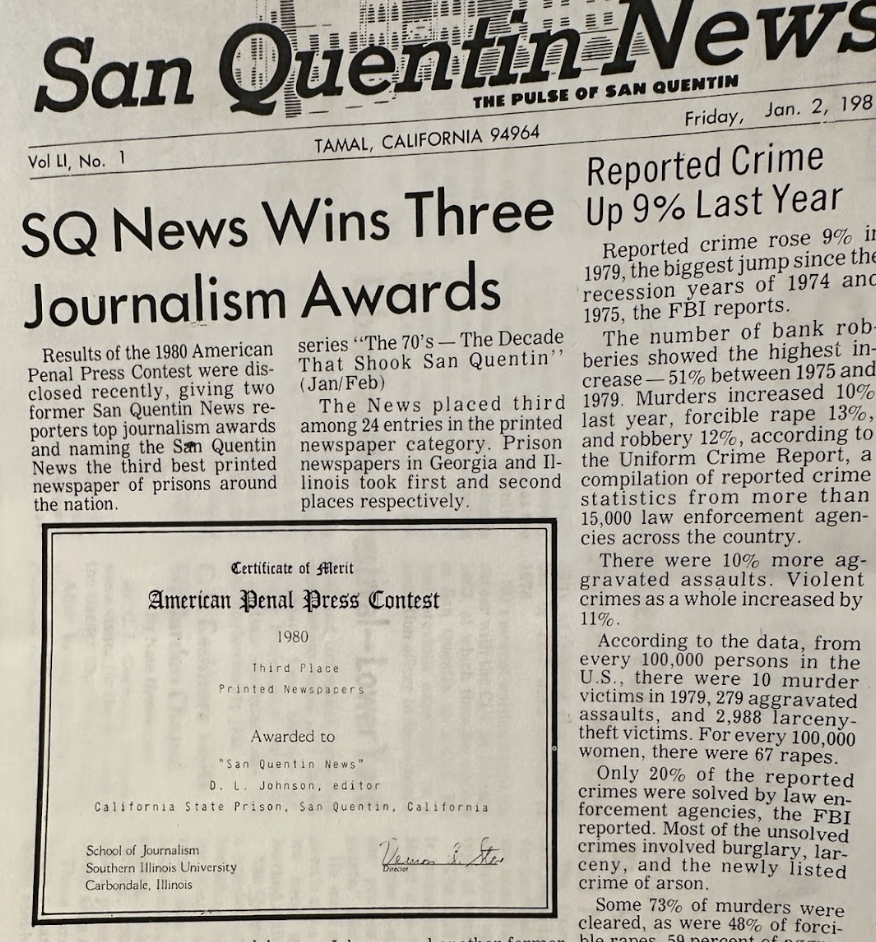 San Quentin News
THE PULSE OF SAN QUENTIN
Vol LI, No. 1
TAMAL, CALIFORNIA 94964
Friday, Jan. 2, 198
SQ News Wins Three
Journalism Awards
Results of the 1980 American
Penal Press Contest were dis-
closed recently, giving two
former San Quentin News re-
porters top journalism awards
and naming the San Quentin
News the third best printed
newspaper of prisons around
the nation.
series "The 70's — The Decade
That Shook San Quentin"
(Jan/Feb)
The News placed third
among 24 entries in the printed
newspaper category. Prison
newspapers in Georgia and Il-
linois took first and second
places respectively.
Certificate of Merit
American Penal Press Contest
1980
Third Place
Printed Newspapers
Awarded to
"San Quentin News"
D. L. Johnson, editor
California State Prison, San Quentin, California
School of Journalism
Southern Illinois University
Carbondale, Illinois
Director
Reported Crime
Up 9% Last Year
Reported crime rose 9% in
1979, the biggest jump since the
recession years of 1974 and
1975, the FBI reports.
The number of bank rob-
beries showed the highest in-
crease — 51% between 1975 and
1979. Murders increased 10%
last year, forcible rape 13%,
and robbery 12%, according to
the Uniform Crime Report, a
compilation of reported crime
statistics from more than
15,000 law enforcement agen-
cies across the country.
There were 10% more ag-
gravated assaults. Violent
crimes as a whole increased by
11%.
According to the data, from
every 100,000 persons in the
U.S., there were 10 murder
victims in 1979, 279 aggravated
assaults, and 2,988 larceny-
theft victims. For every 100,000
women, there were 67 rapes.
Only 20% of the reported
crimes were solved by law en-
forcement agencies, the FBI
reported. Most of the unsolved
crimes involved burglary, lar-
ceny, and the newly listed
crime of arson.
Some 73% of murders were
cleared, as were 48% of forci-
ble rapes, 59 percent of